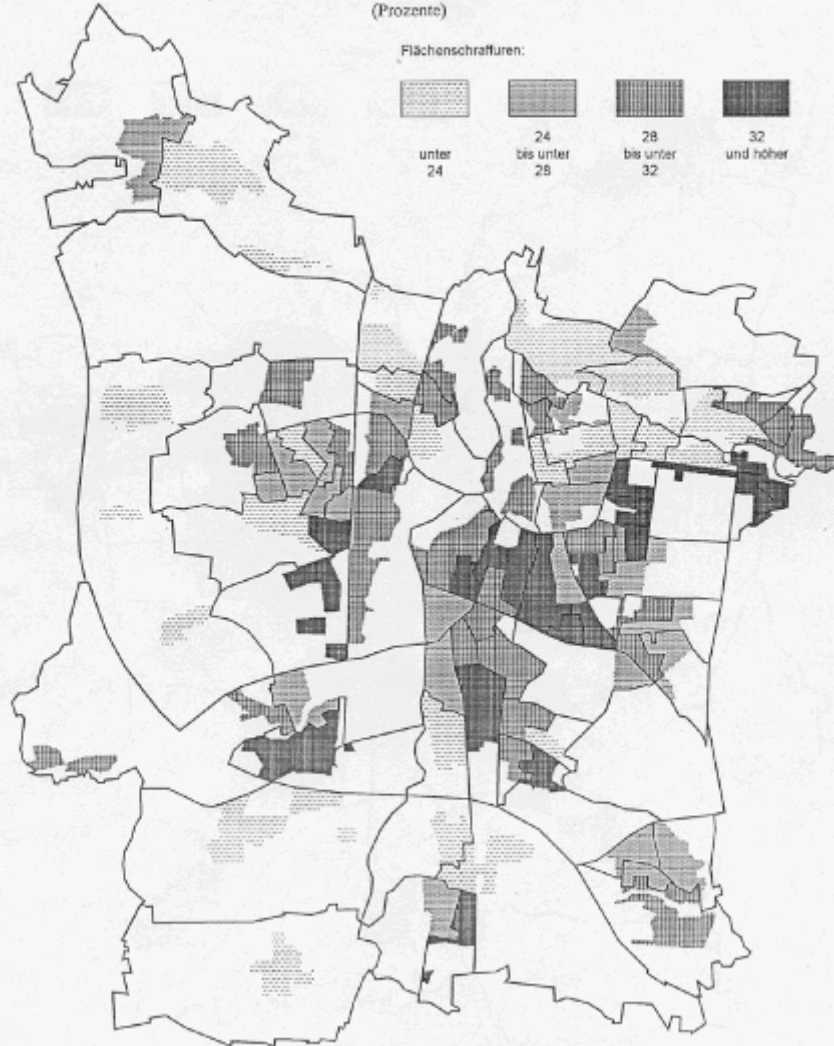 (Prozente)
Flächenschraffuren:
unter
24
24
bis unter
28
28
bis unter
32
32
und höher